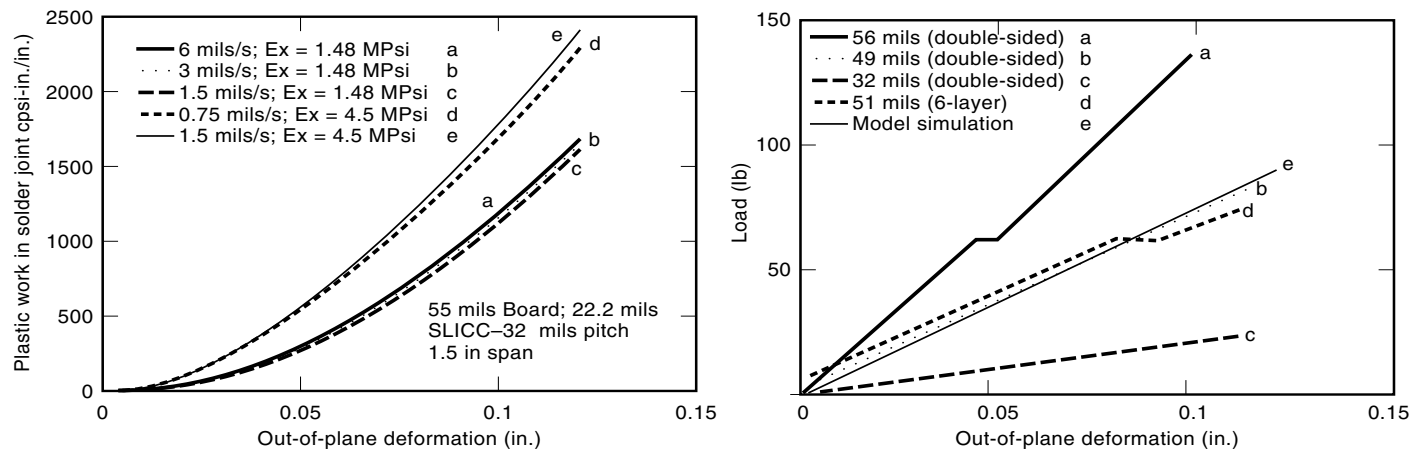 2500
2000
1500
1000
500
0
Plastic work in solder joint cpsi-in./in.)
6 mils/s; Ex = 1.48 MPsi a
3 mils/s; Ex = 1.48 MPsi b
1.5 mils/s; Ex = 1.48 MPsi c
0.75 mils/s; Ex = 4.5 MPsi d
1.5 mils/s; Ex = 4.5 MPsi e
e
d
b
c
a
55 mils Board; 22.2 mils
SLICC–32 mils pitch
1.5 in span
0 0.05 0.1 0.15
Out-of-plane deformation (in.)
150
100
50
Load (lb)
56 mils (double-sided) a
49 mils (double-sided) b
32 mils (double-sided) c
51 mils (6-layer) d
Model simulation e
a
e
b
d
c
0 0.05 0.1 0.15
Out-of-plane deformation (in.)